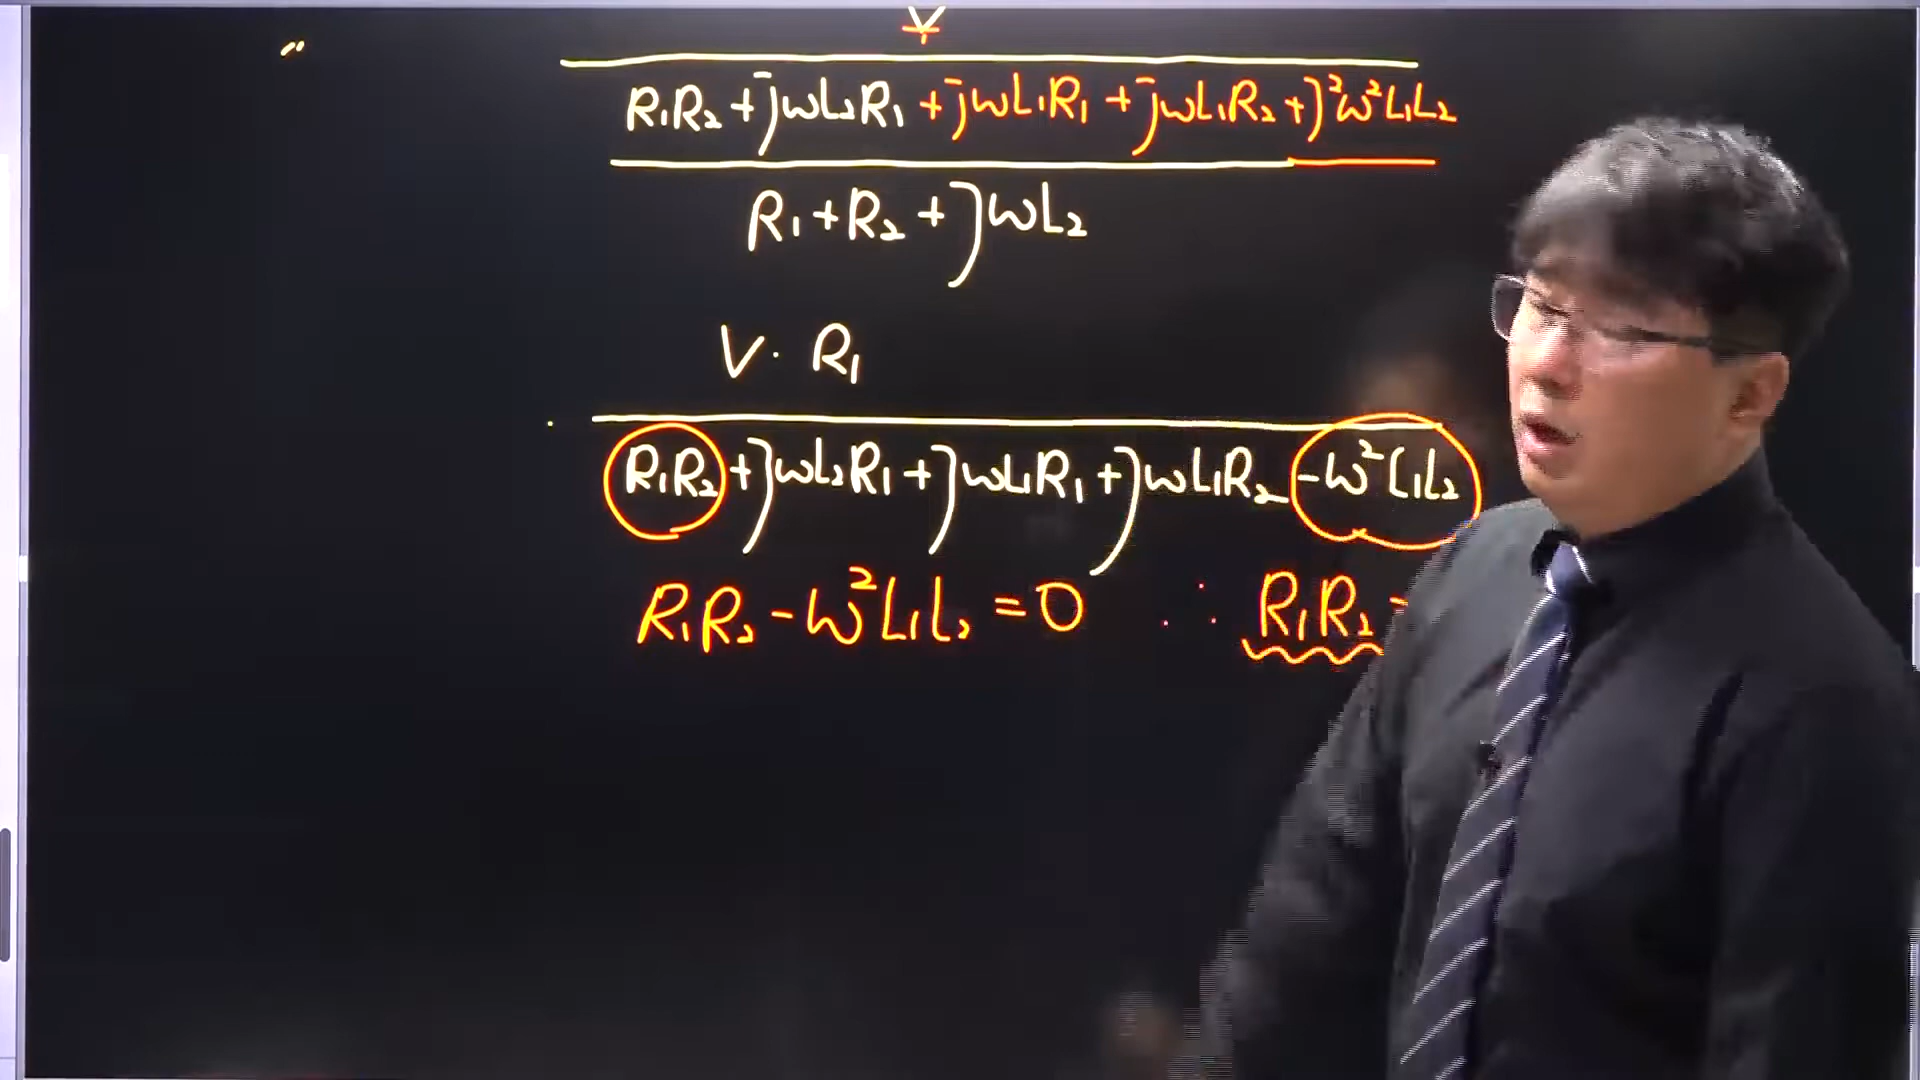 V
R₁R₂ + jωL₂R₁ + jωL₁R₁ + jωL₁R₂ + j²ω²L₁L₂
R₁ + R₂ + jωL₂
V · R₁
R₁R₂ + jωL₂R₁ + jωL₁R₁ + jωL₁R₂ - ω²L₁L₂
R₁R₂ - ω²L₁L₂ = 0 ∴ R₁R₂